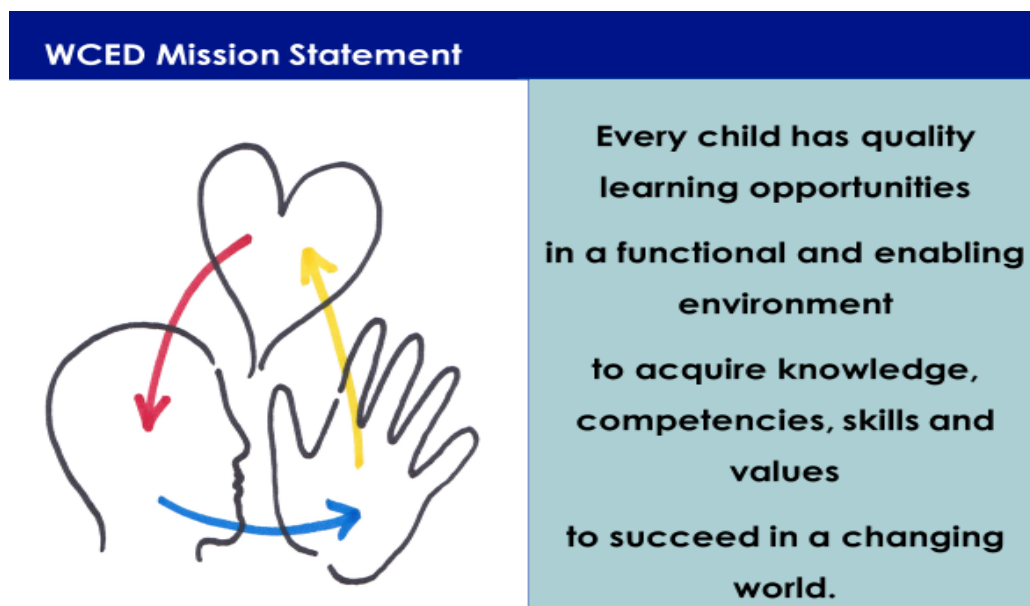 WCED Mission Statement
Every child has quality
learning opportunities
in a functional and enabling
environment
to acquire knowledge,
competencies, skills and
values
to succeed in a changing
world.